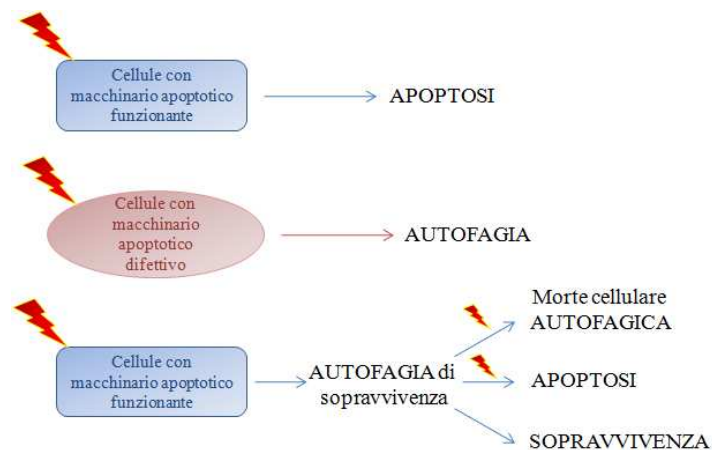 Cellule con
macchinario apoptotico
funzionante
APOPTOSI
Cellule con
macchinario
apoptotico
difettivo
AUTOFAGIA
Cellule con
macchinario apoptotico
funzionante
AUTOFAGIA di
sopravvivenza
Morte cellulare
AUTOFAGICA
APOPTOSI
SOPRAVVIVENZA